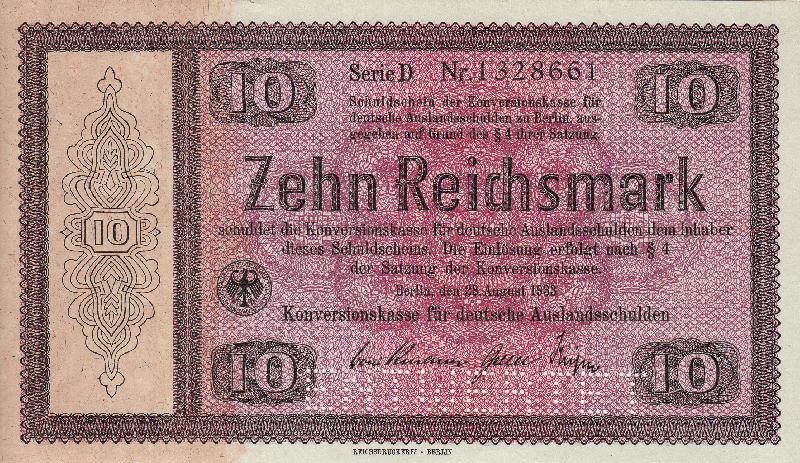 10 Serie D Nr. 1328661 10
Schuldschein der Konversionskasse für
deutsche Auslandsschulden zu Berlin, aus-
gegeben auf Grund des § 4 ihrer Satzung
Zehn Reichsmark
schuldet die Konversionskasse für deutsche Auslandsschulden dem Inhaber
dieses Schuldscheins. Die Einlösung erfolgt nach § 4
der Satzung der Konversionskasse.
Berlin, den 28. August 1933
Konversionskasse für deutsche Auslandsschulden
10
10 10
REICHSDRUCKEREI · BERLIN